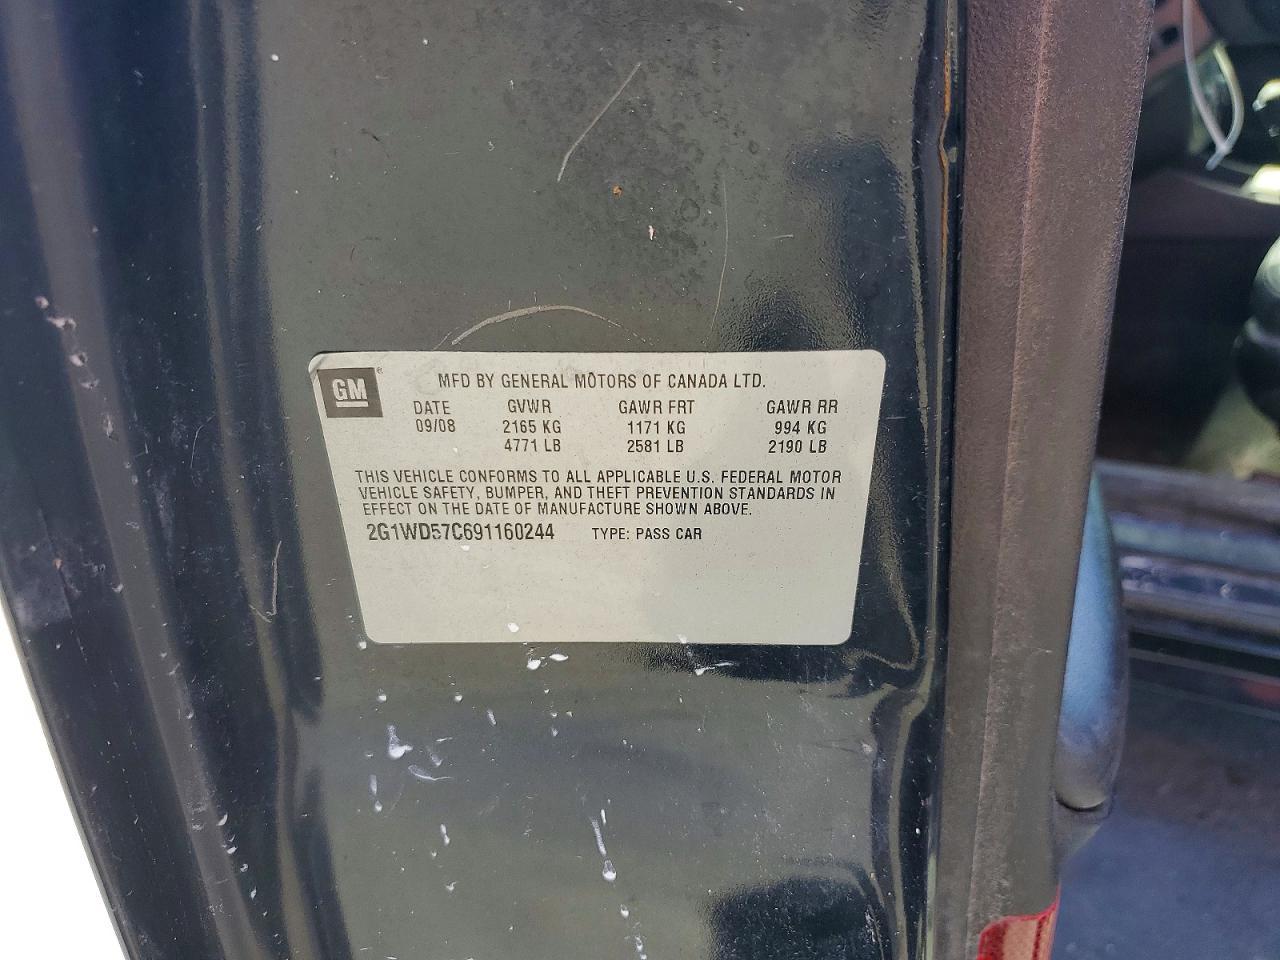 GM ® MFD BY GENERAL MOTORS OF CANADA LTD.
DATE GVWR GAWR FRT GAWR RR
09/08 2165 KG 1171 KG 994 KG
4771 LB 2581 LB 2190 LB
THIS VEHICLE CONFORMS TO ALL APPLICABLE U.S. FEDERAL MOTOR
VEHICLE SAFETY, BUMPER, AND THEFT PREVENTION STANDARDS IN
EFFECT ON THE DATE OF MANUFACTURE SHOWN ABOVE.
2G1WD57C691160244 TYPE: PASS CAR